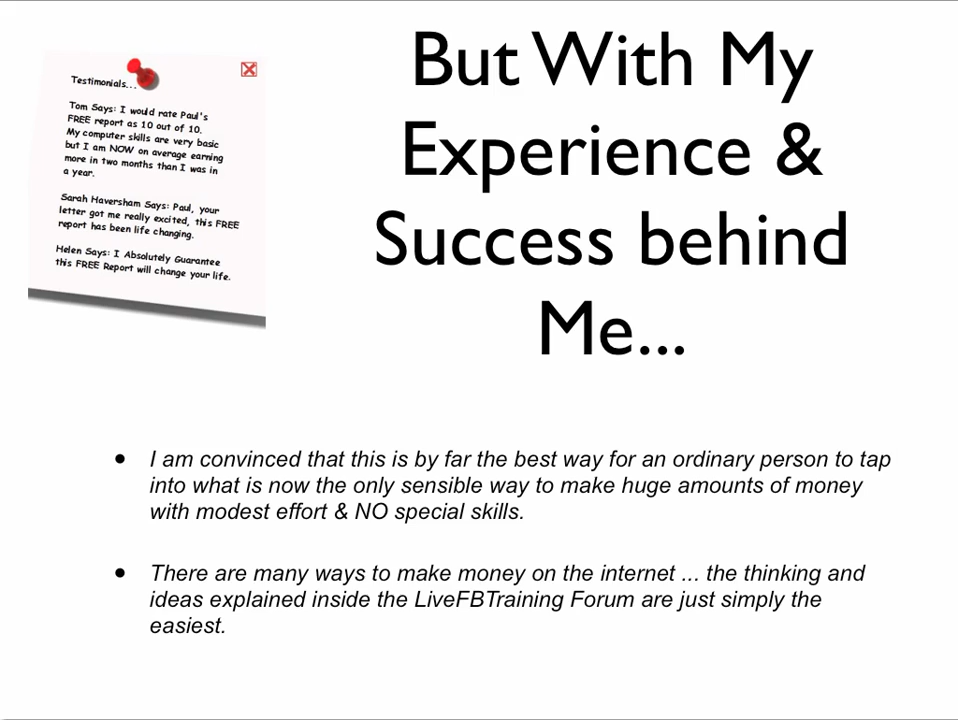 But With My
Experience &
Success behind
Me...
Testimonials...
Tom Says: I would rate Paul's
FREE report as 10 out of 10.
My computer skills are very basic
but I am NOW on average earning
more in two months than I was in
a year.
Sarah Haversham Says: Paul, your
letter got me really excited, this FREE
report has been life changing.
Helen Says: I Absolutely Guarantee
this FREE Report will change your life.
• I am convinced that this is by far the best way for an ordinary person to tap
into what is now the only sensible way to make huge amounts of money
with modest effort & NO special skills.
• There are many ways to make money on the internet ... the thinking and
ideas explained inside the LiveFBTraining Forum are just simply the
easiest.